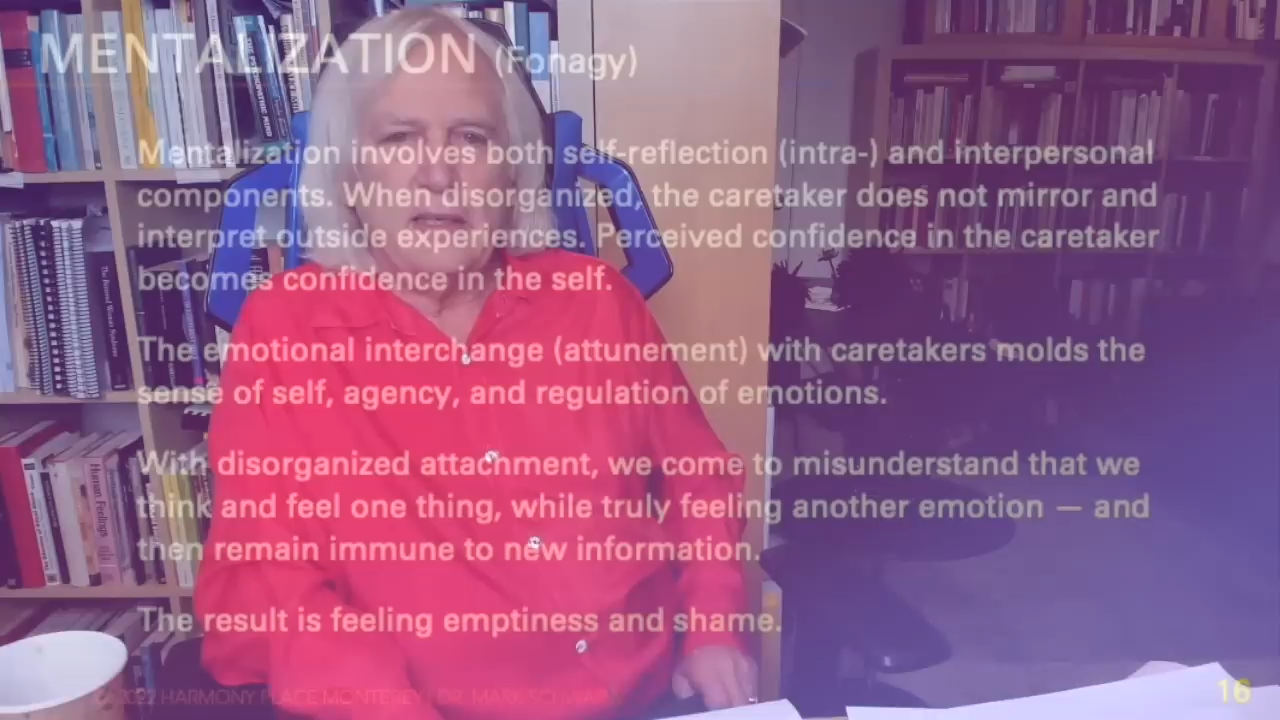 MENTALIZATION (Fonagy)
Mentalization involves both self-reflection (intra-) and interpersonal
components. When disorganized, the caretaker does not mirror and
interpret outside experiences. Perceived confidence in the caretaker
becomes confidence in the self.
The emotional interchange (attunement) with caretakers molds the
sense of self, agency, and regulation of emotions.
With disorganized attachment, we come to misunderstand that we
think and feel one thing, while truly feeling another emotion — and
then remain immune to new information.
The result is feeling emptiness and shame.
Human Feelings
© 2022 HARMONY PLACE MONTEREY | DR. MARK SCHWARTZ
16